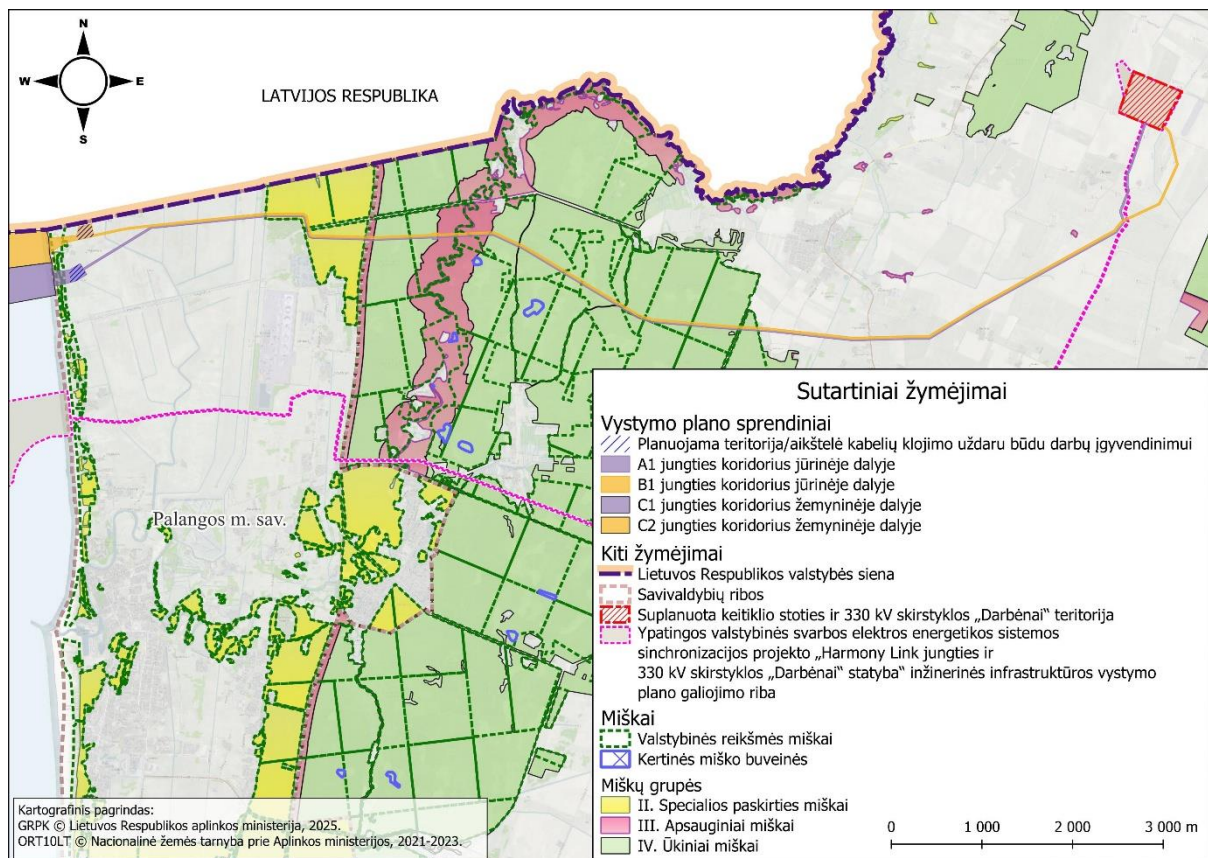 N
W
E
S
LATVIJOS RESPUBLIKA
Palangos m. sav.
Sutartiniai žymėjimai
Vystymo plano sprendiniai
Planuojama teritorija/aikštelė kabelių klojimo uždaru būdu darbų įgyvendinimui
A1 jungties koridorius jūrinėje dalyje
B1 jungties koridorius jūrinėje dalyje
C1 jungties koridorius žemyninėje dalyje
C2 jungties koridorius žemyninėje dalyje
Kiti žymėjimai
Lietuvos Respublikos valstybės siena
Savivaldybių ribos
Suplanuota keitiklio stoties ir 330 kV skirstyklos „Darbėnai“ teritorija
Ypatingos valstybinės svarbos elektros energetikos sistemos
sinchronizacijos projekto „Harmony Link jungties ir
330 kV skirstyklos „Darbėnai“ statyba“ inžinerinės infrastruktūros vystymo
plano galiojimo riba
Miškai
Valstybinės reikšmės miškai
Kertinės miško buveinės
Miškų grupės
II. Specialios paskirties miškai
III. Apsauginiai miškai
IV. Ūkiniai miškai
0 1 000 2 000 3 000 m
Kartografinis pagrindas:
GRPK © Lietuvos Respublikos aplinkos ministerija, 2025.
ORT10LT © Nacionalinė žemės tarnyba prie Aplinkos ministerijos, 2021-2023.